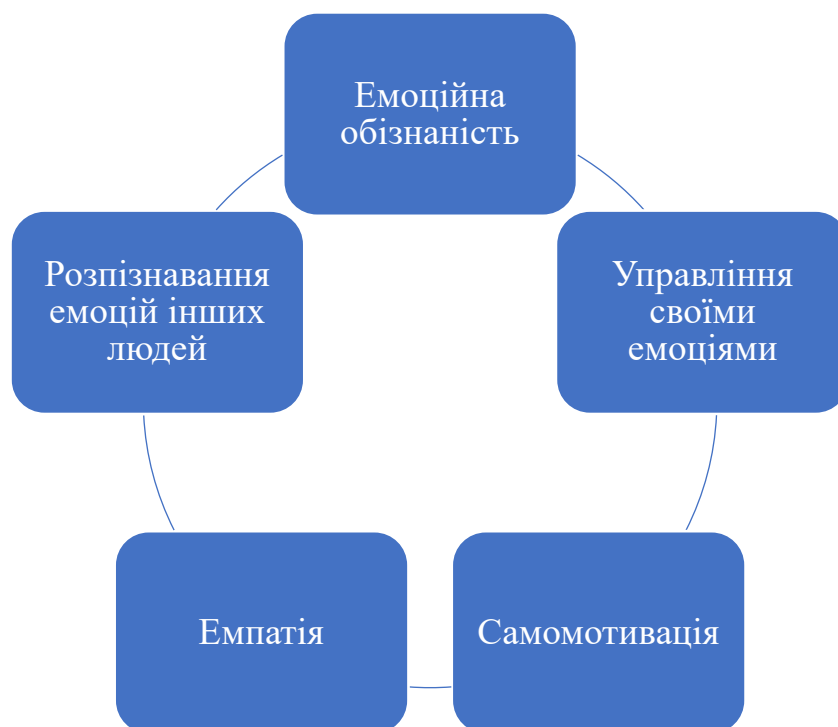 Емоційна
обізнаність
Розпізнавання
емоцій інших
людей
Управління
своїми
емоціями
Емпатія
Самомотивація